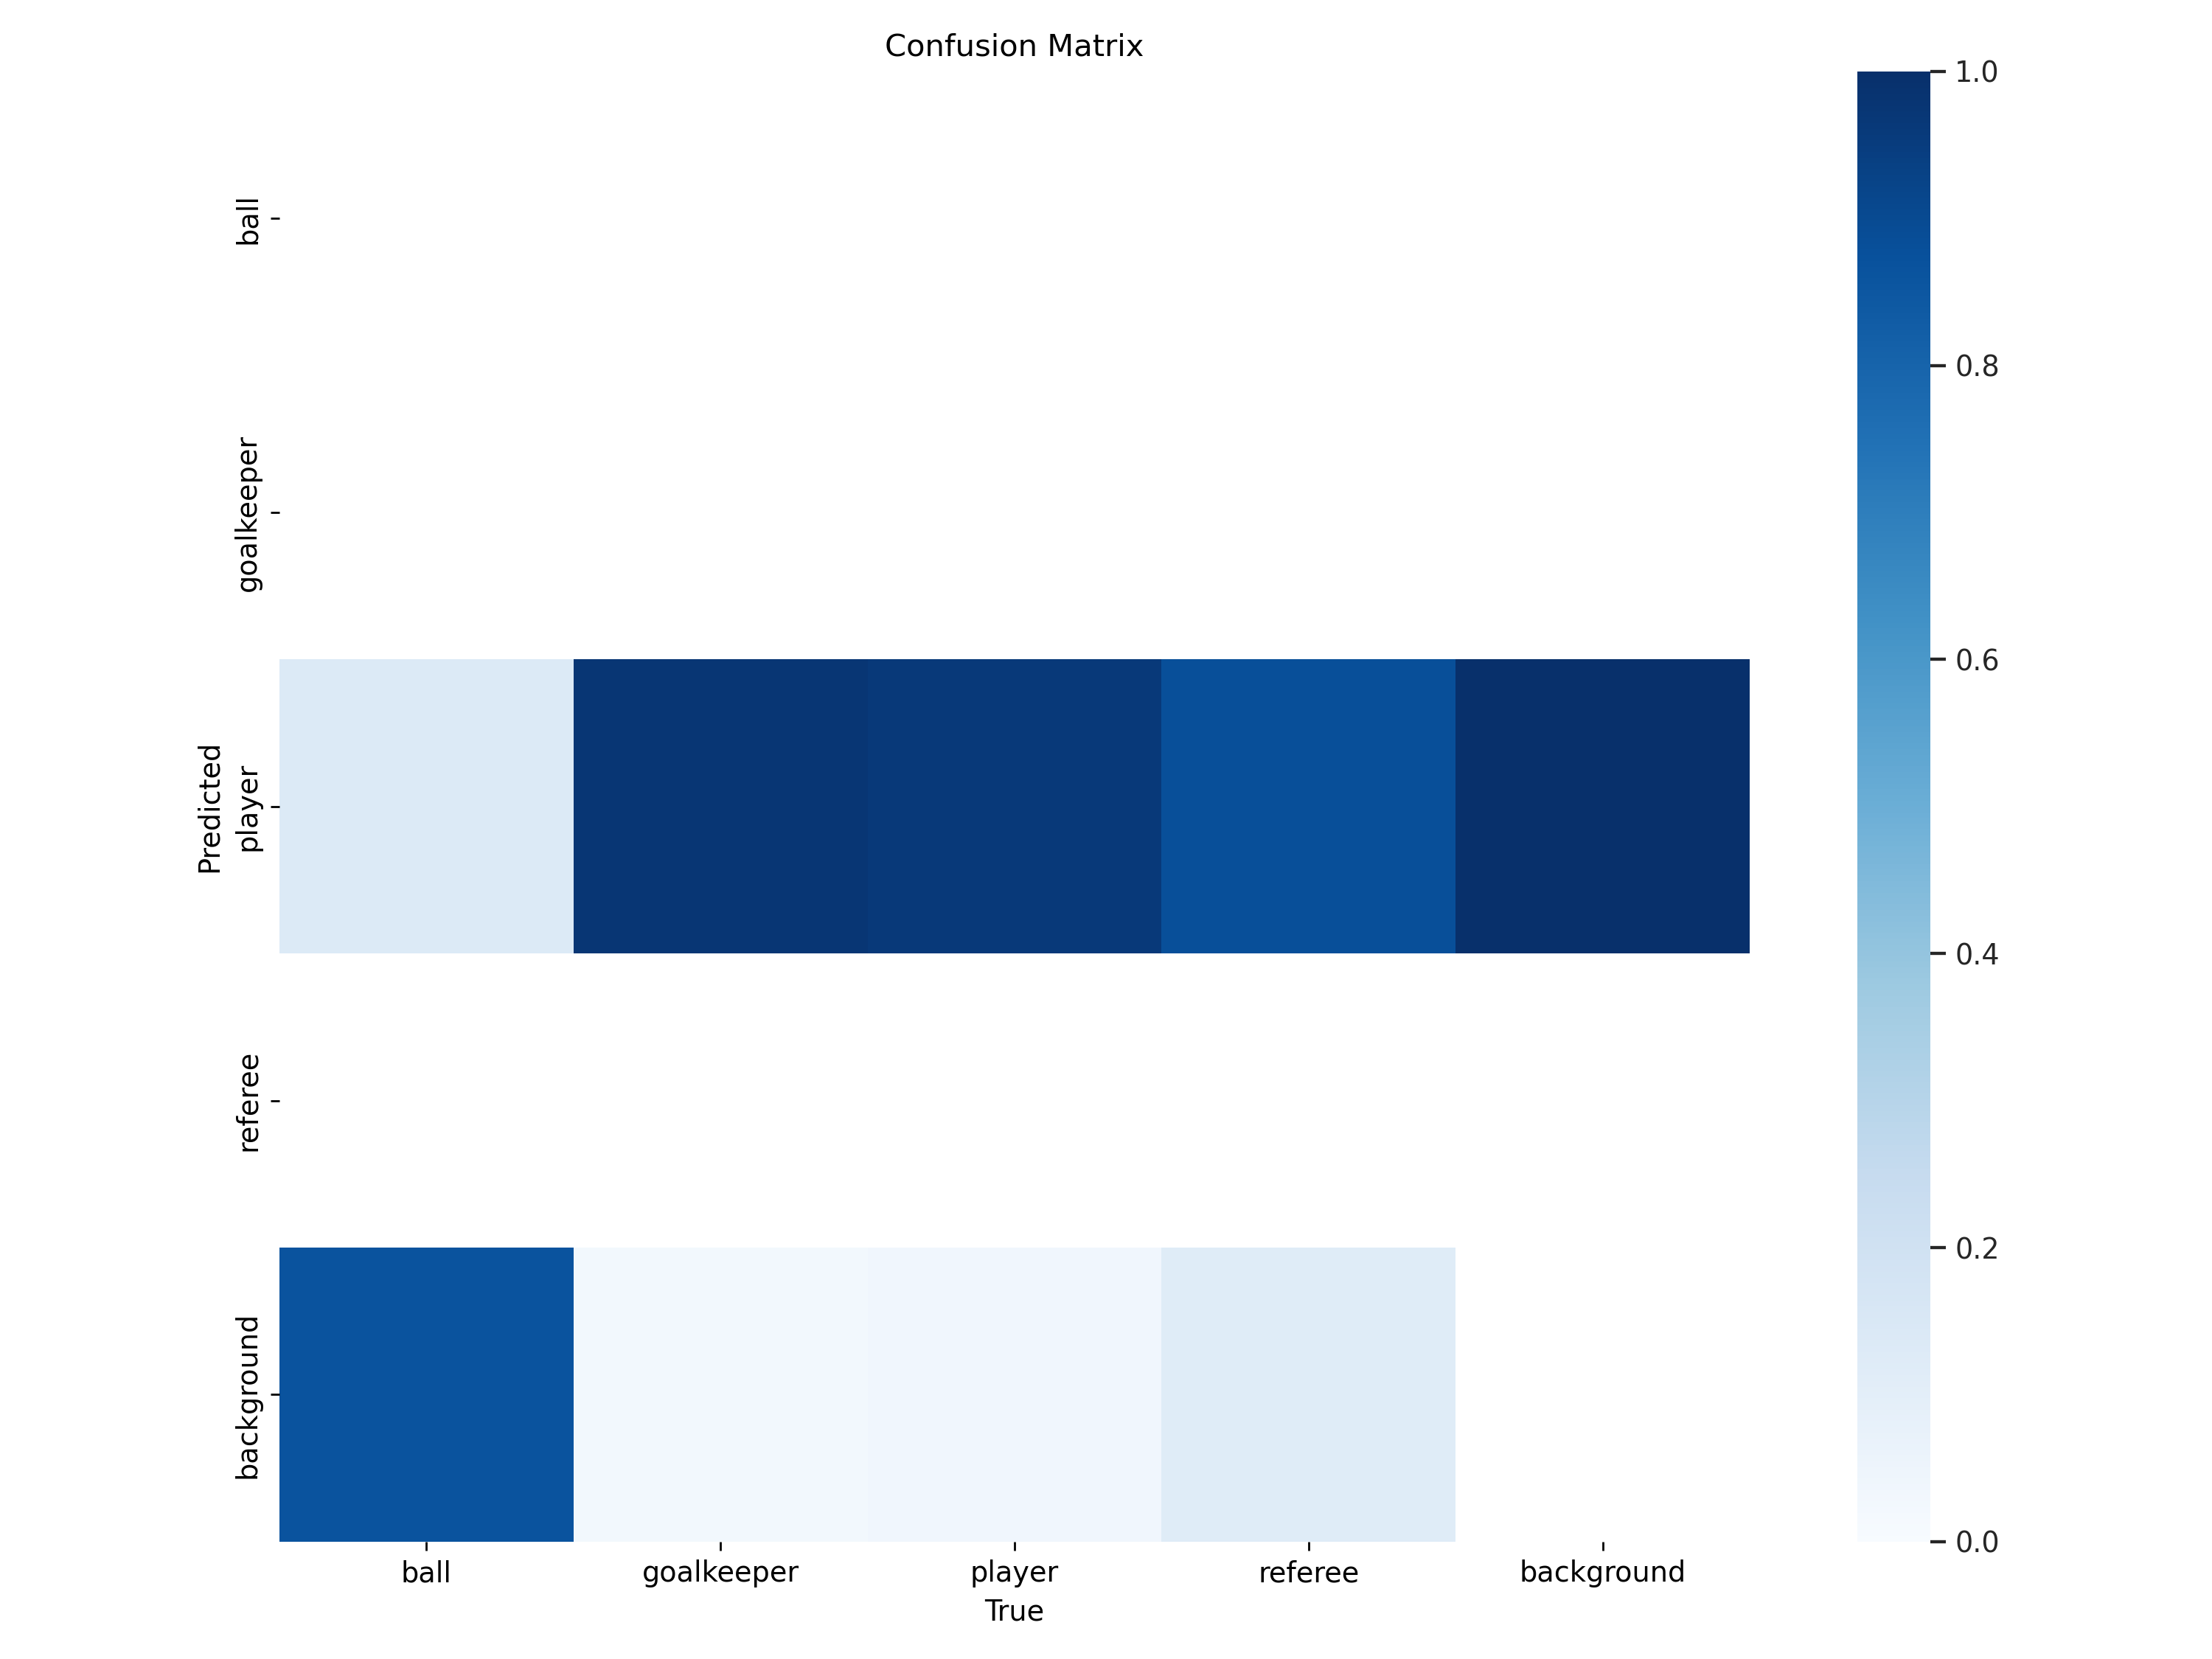 Confusion Matrix
Predicted
ball
goalkeeper
player
referee
background
ball goalkeeper player referee background
True
1.0
0.8
0.6
0.4
0.2
0.0